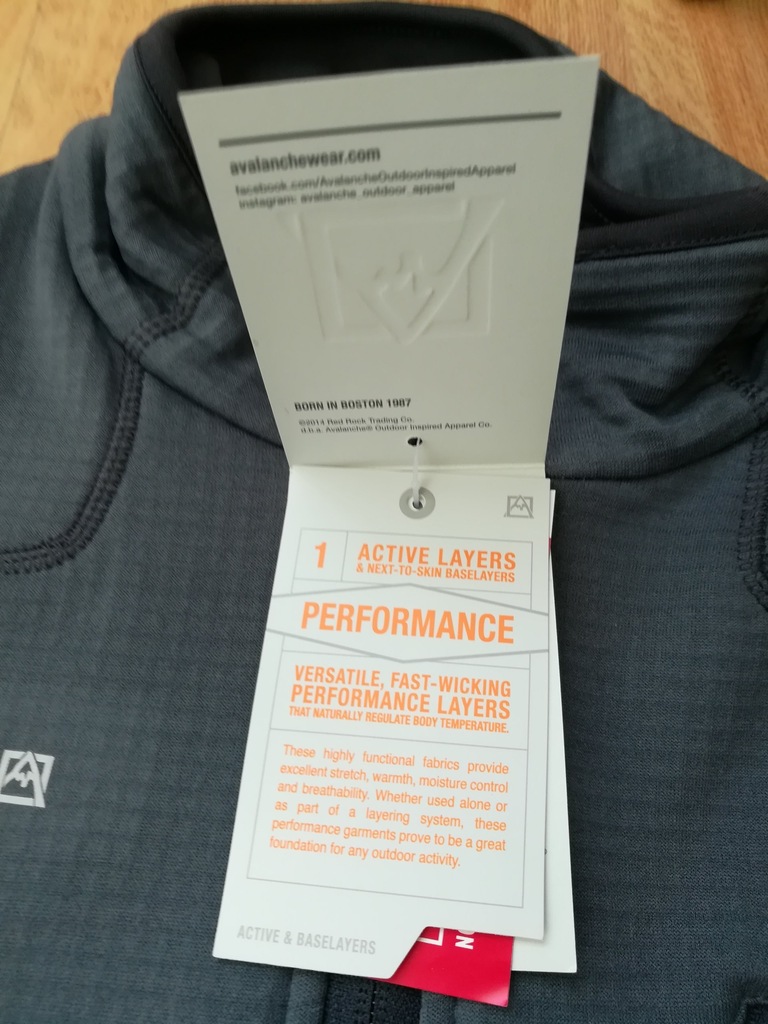 avalanchewear.com
facebook.com/AvalancheOutdoorInspiredApparel
instagram: avalanche_outdoor_apparel
BORN IN BOSTON 1987
©2014 Red Rock Trading Co.
d.b.a. Avalanche® Outdoor Inspired Apparel Co.
1 ACTIVE LAYERS
& NEXT-TO-SKIN BASELAYERS
PERFORMANCE
VERSATILE, FAST-WICKING
PERFORMANCE LAYERS
THAT NATURALLY REGULATE BODY TEMPERATURE.
These highly functional fabrics provide
excellent stretch, warmth, moisture control
and breathability. Whether used alone or
as part of a layering system, these
performance garments prove to be a great
foundation for any outdoor activity.
ACTIVE & BASELAYERS
ON